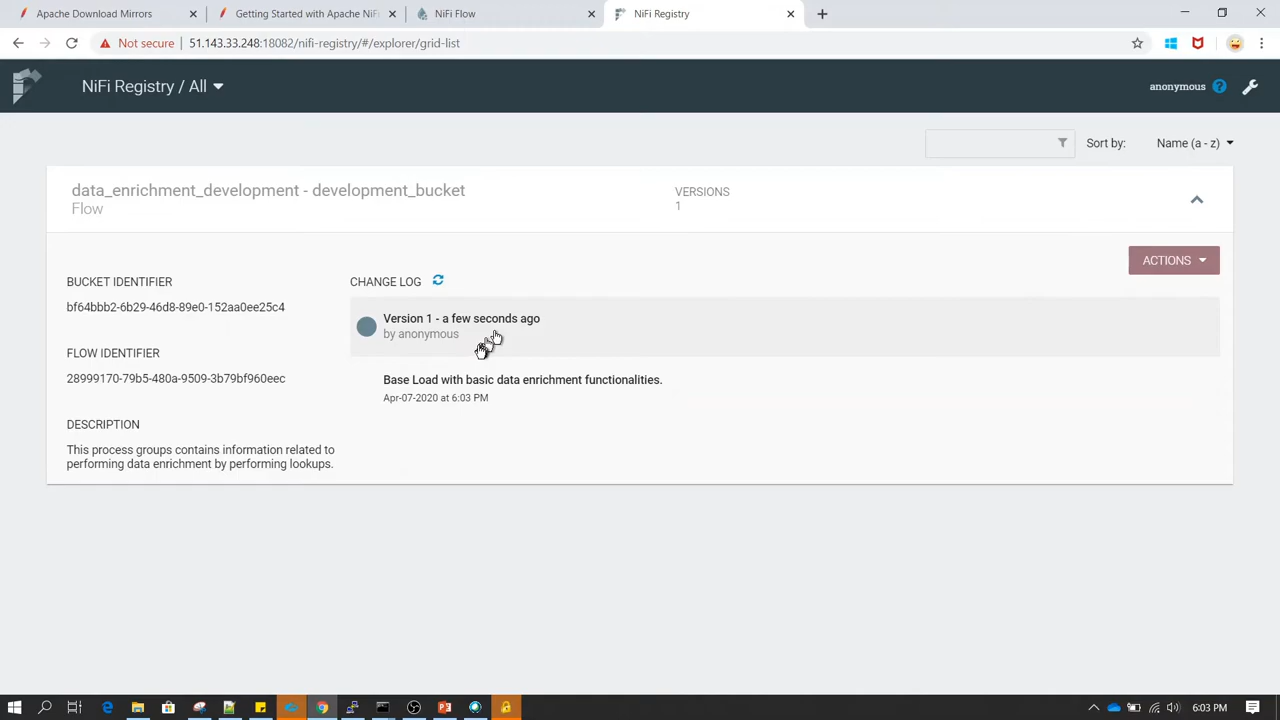 Apache Download Mirrors
Getting Started with Apache NiFi
NiFi Flow
NiFi Registry
Not secure
51.143.33.248:18082/nifi-registry/#/explorer/grid-list
NiFi Registry / All
anonymous
Sort by:
Name (a - z)
data_enrichment_development - development_bucket
Flow
VERSIONS
1
ACTIONS
BUCKET IDENTIFIER
bf64bbb2-6b29-46d8-89e0-152aa0ee25c4
FLOW IDENTIFIER
28999170-79b5-480a-9509-3b79bf960eec
DESCRIPTION
This process groups contains information related to
performing data enrichment by performing lookups.
CHANGE LOG
Version 1 - a few seconds ago
by anonymous
Base Load with basic data enrichment functionalities.
Apr-07-2020 at 6:03 PM
6:03 PM